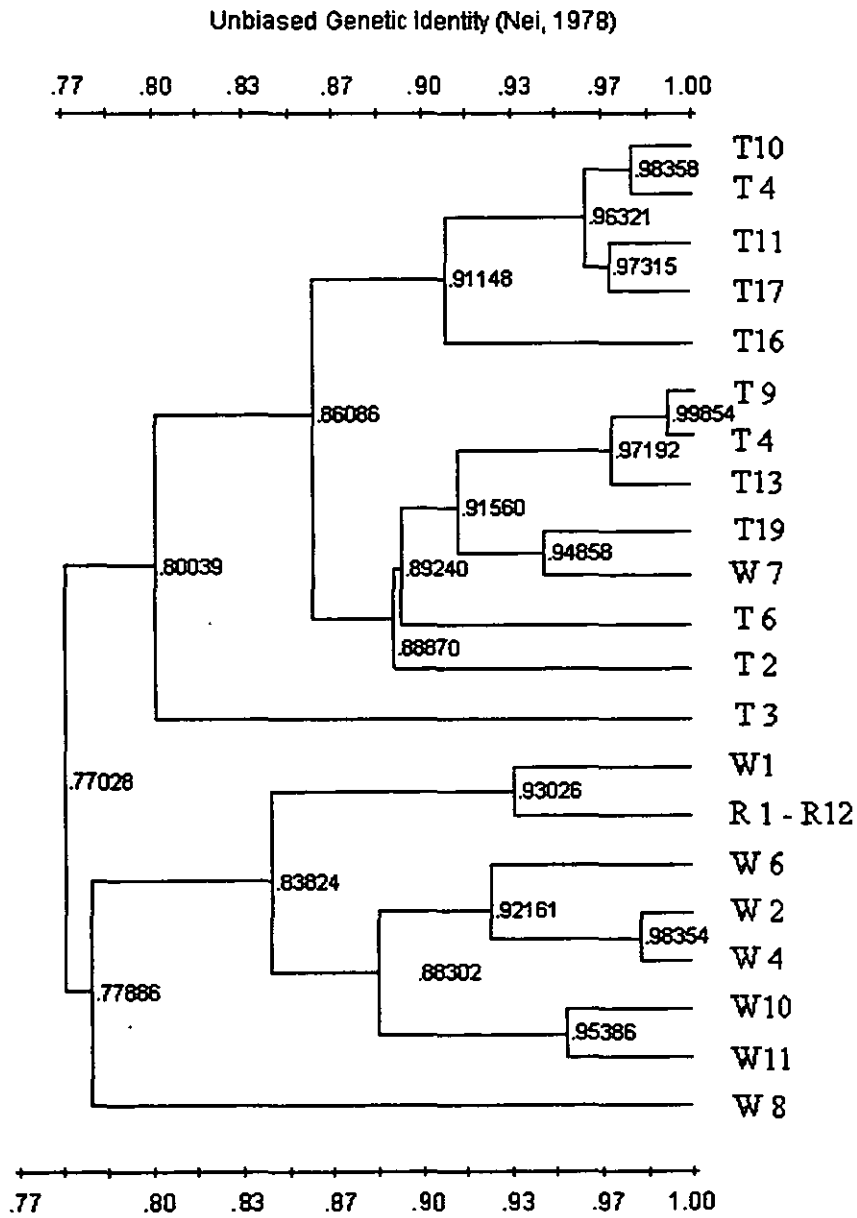 Unbiased Genetic Identity (Nei, 1978)
.77 .80 .83 .87 .90 .93 .97 1.00
T10
.98358
T 4
.96321
T11
.97315
.91148
T17
T16
T 9
.99854
.86086
T 4
.97192
T13
.91560
T19
.94858
.80039
.89240
W 7
T 6
.88870
T 2
T 3
W1
.77028
.93026
R 1 - R12
W 6
.83824
.92161
W 2
.98354
W 4
.88302
.77886
W10
.95386
W11
W 8
.77 .80 .83 .87 .90 .93 .97 1.00